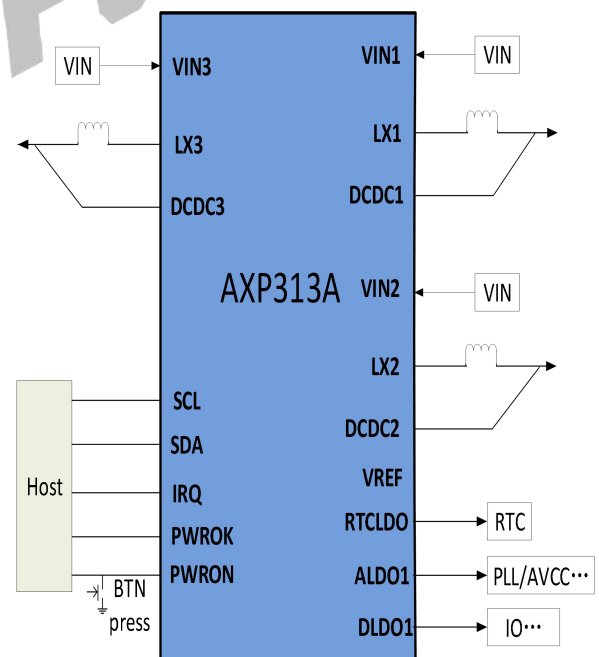 VIN
VIN3
LX3
DCDC3
AXP313A
VIN1
VIN
LX1
DCDC1
VIN2
VIN
LX2
DCDC2
VREF
RTCLDO
RTC
ALDO1
PLL/AVCC···
DLDO1
IO···
Host
SCL
SDA
IRQ
PWROK
PWRON
BTN
press